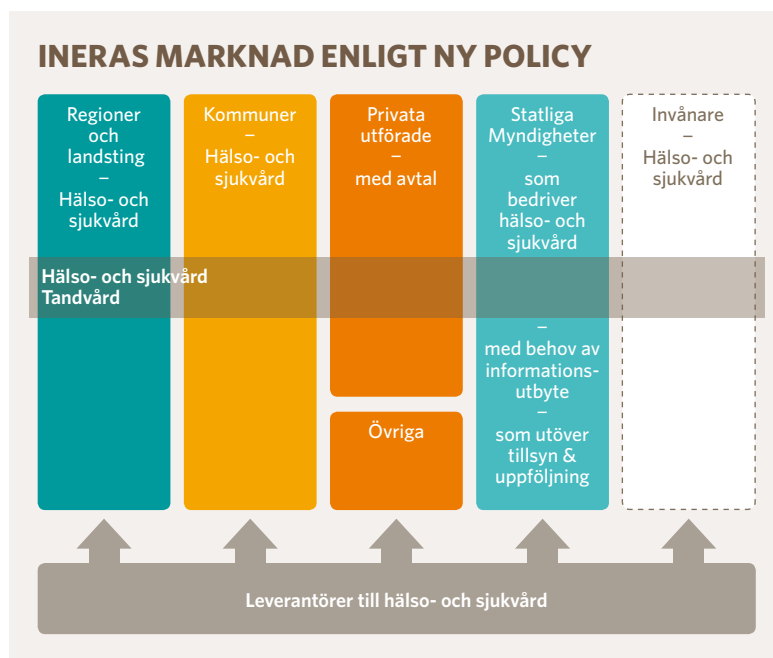 INERAS MARKNAD ENLIGT NY POLICY
Regioner
och
landsting
–
Hälso- och
sjukvård
Kommuner
–
Hälso- och
sjukvård
Privata
utförade
–
med avtal
Övriga
Statliga
Myndigheter
–
som
bedriver
hälso- och
sjukvård
–
med behov av
informations-
utbyte
–
som utöver
tillsyn &
uppföljning
Invånare
–
Hälso- och
sjukvård
Hälso- och sjukvård
Tandvård
Leverantörer till hälso- och sjukvård